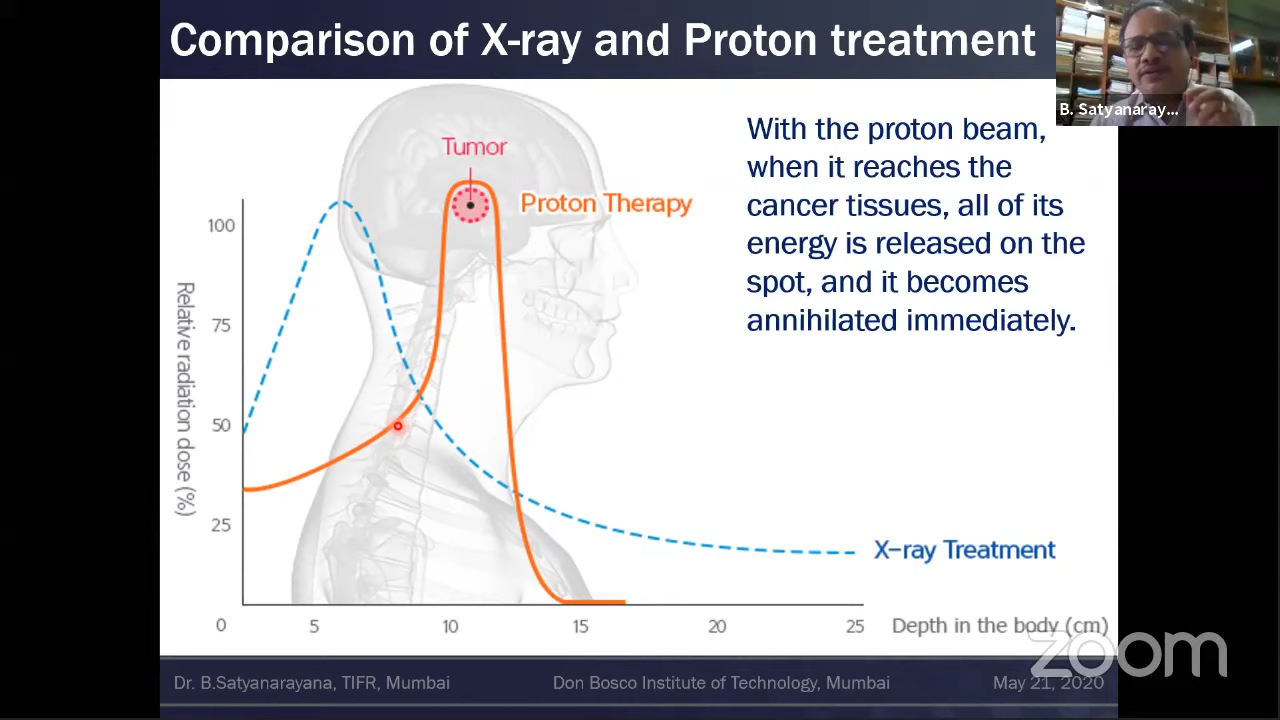 Comparison of X-ray and Proton treatment
B. Satyanaray...
With the proton beam,
when it reaches the
cancer tissues, all of its
energy is released on the
spot, and it becomes
annihilated immediately.
Tumor
Proton Therapy
X-ray Treatment
Relative radiation dose (%)
100
75
50
25
0
5
10
15
20
25
Depth in the body (cm)
zoom
Dr. B.Satyanarayana, TIFR, Mumbai
Don Bosco Institute of Technology, Mumbai
May 21, 2020